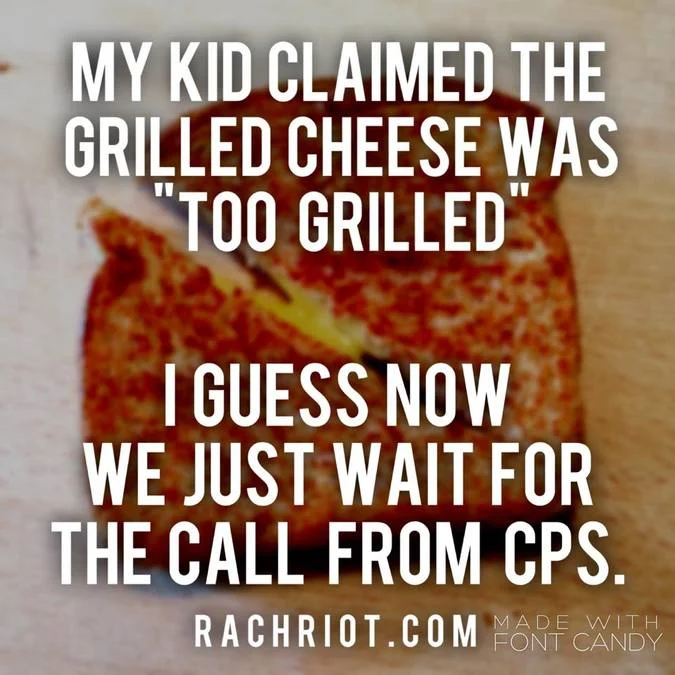 MY KID CLAIMED THE
GRILLED CHEESE WAS
"TOO GRILLED"
I GUESS NOW
WE JUST WAIT FOR
THE CALL FROM CPS.
RACHRIOT.COM
MADE WITH
FONT CANDY